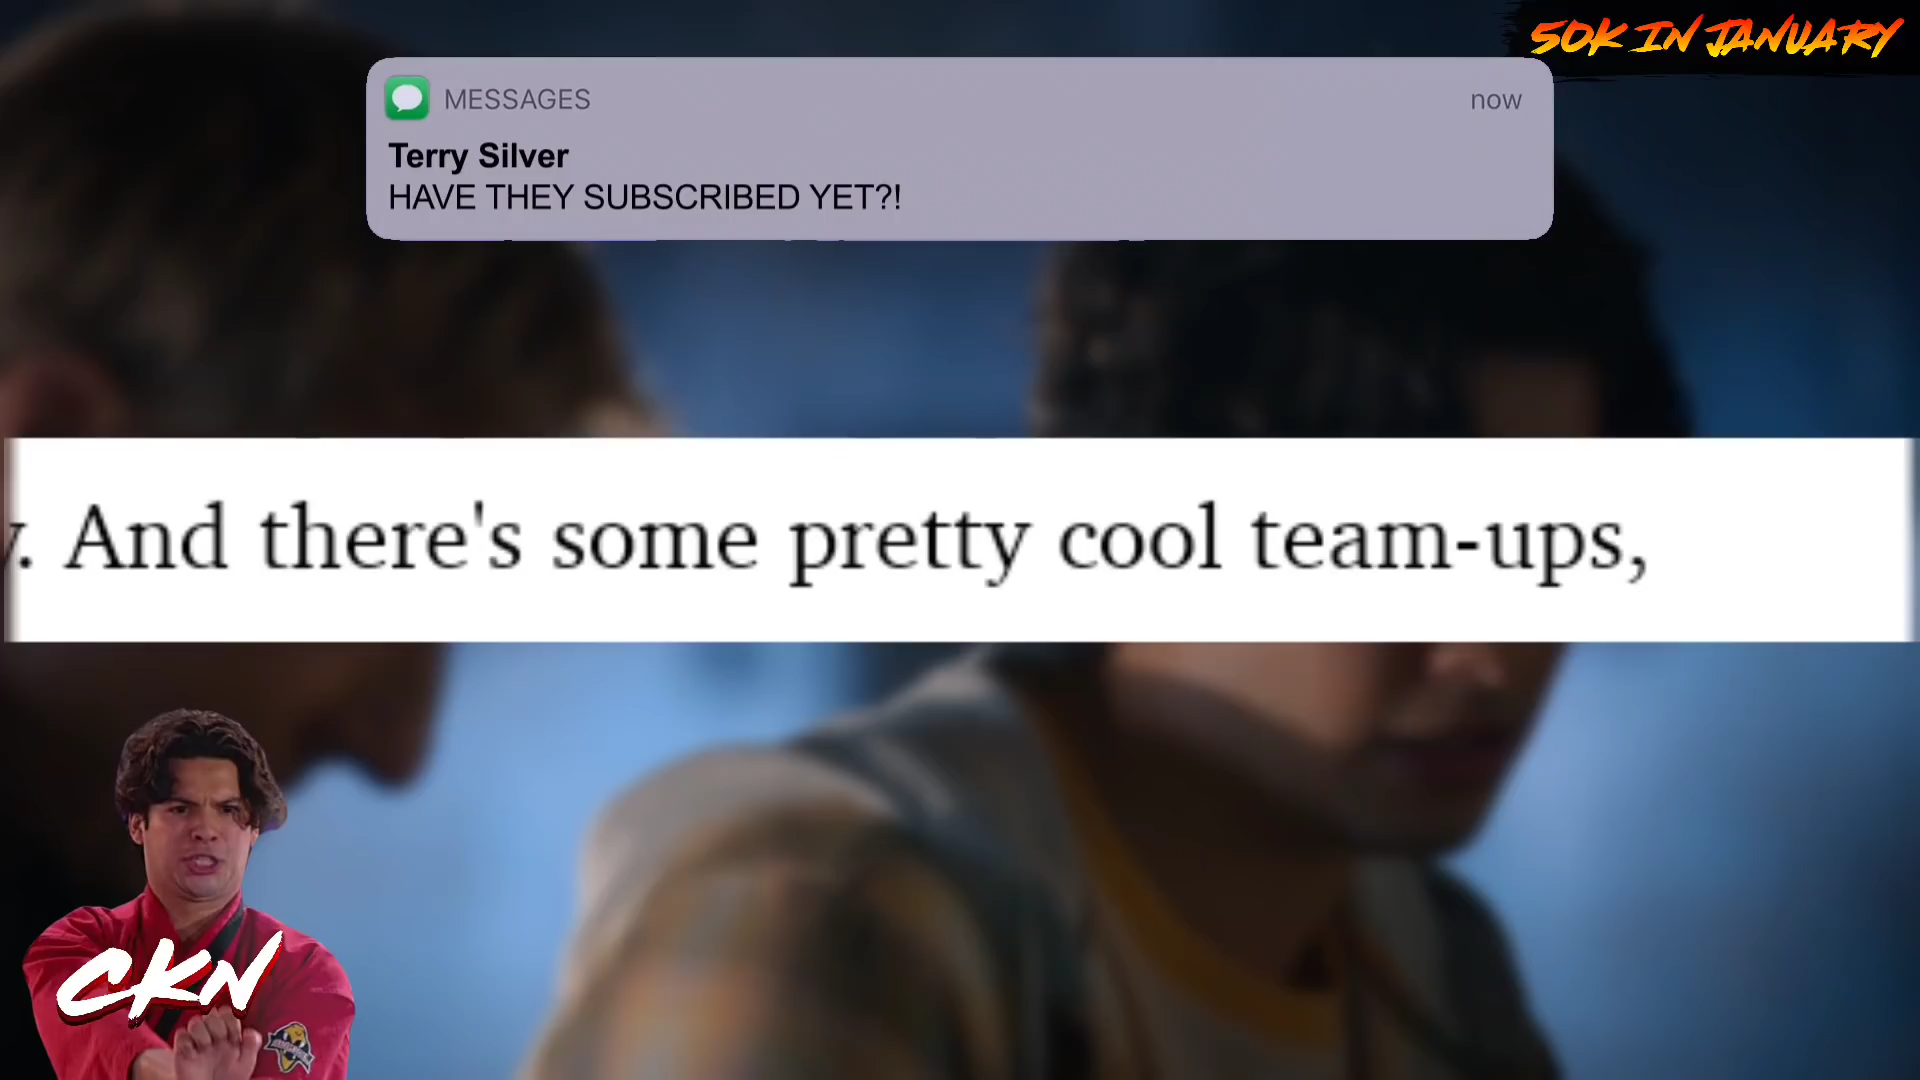 50K IN JANUARY
MESSAGES now
Terry Silver
HAVE THEY SUBSCRIBED YET?!
. And there's some pretty cool team-ups,
CKN